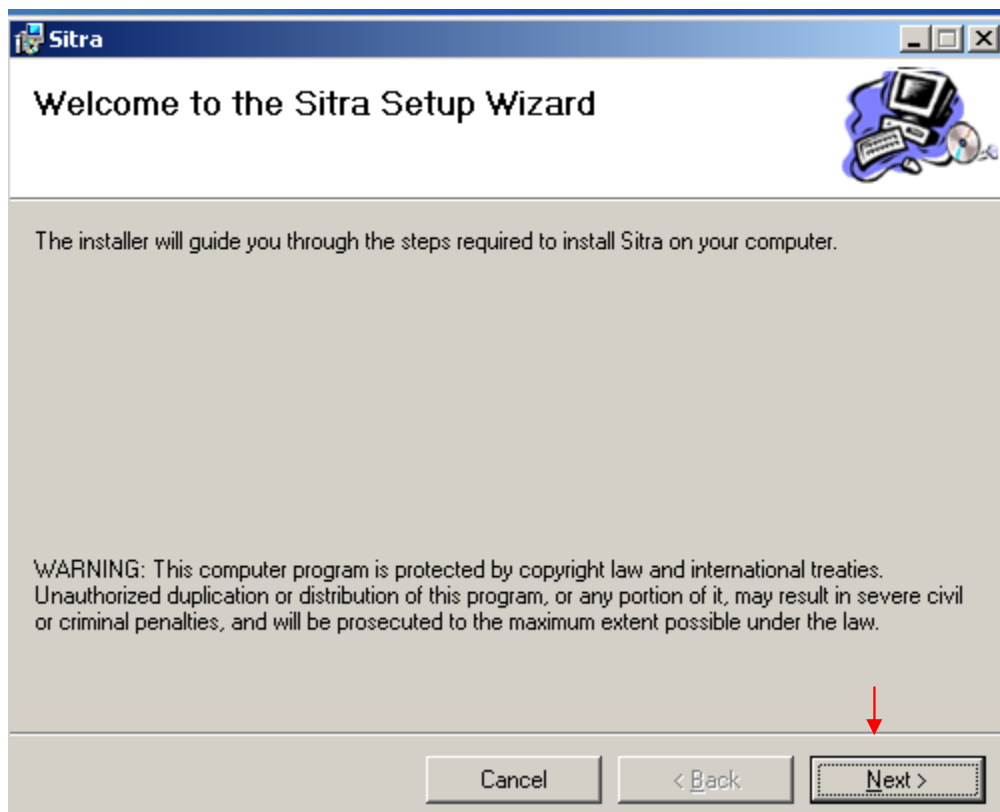 Sitra
Welcome to the Sitra Setup Wizard
The installer will guide you through the steps required to install Sitra on your computer.
WARNING: This computer program is protected by copyright law and international treaties.
Unauthorized duplication or distribution of this program, or any portion of it, may result in severe civil
or criminal penalties, and will be prosecuted to the maximum extent possible under the law.
Cancel
< Back
Next >